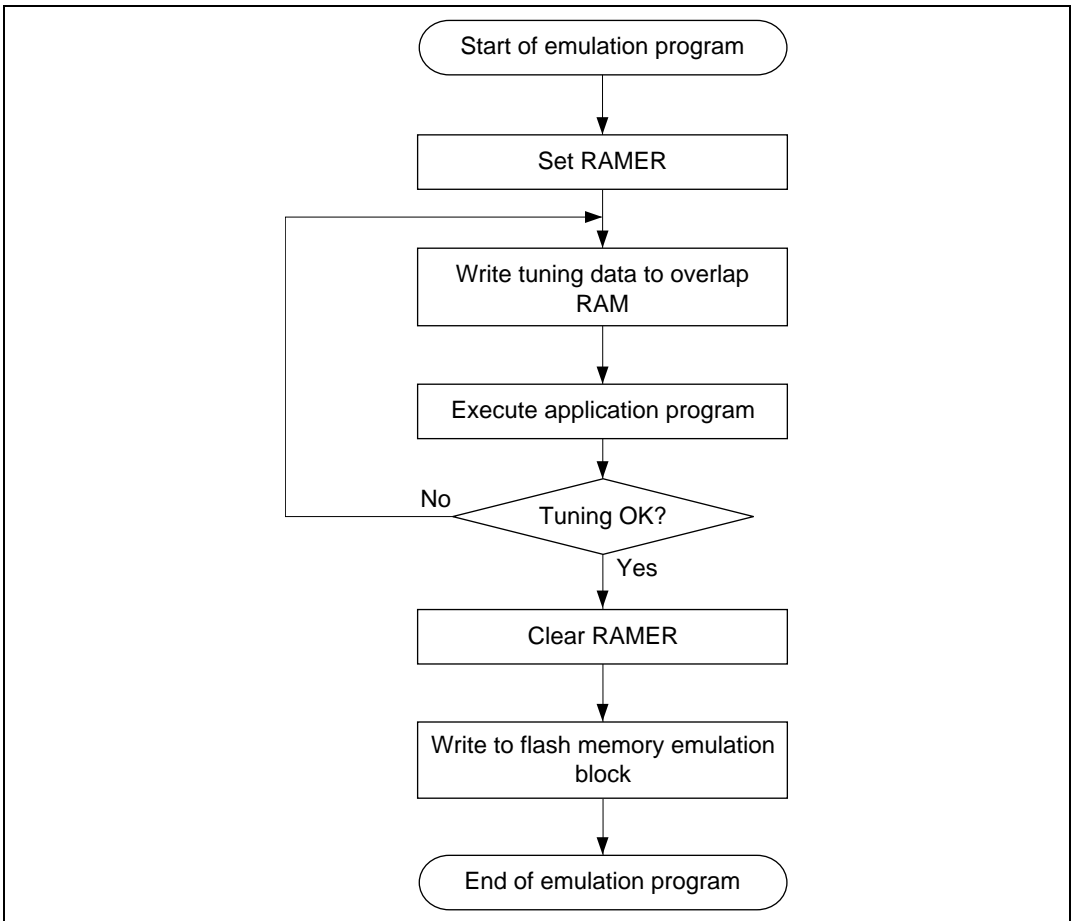 Start of emulation program
Set RAMER
Write tuning data to overlap
RAM
Execute application program
No
Tuning OK?
Yes
Clear RAMER
Write to flash memory emulation
block
End of emulation program